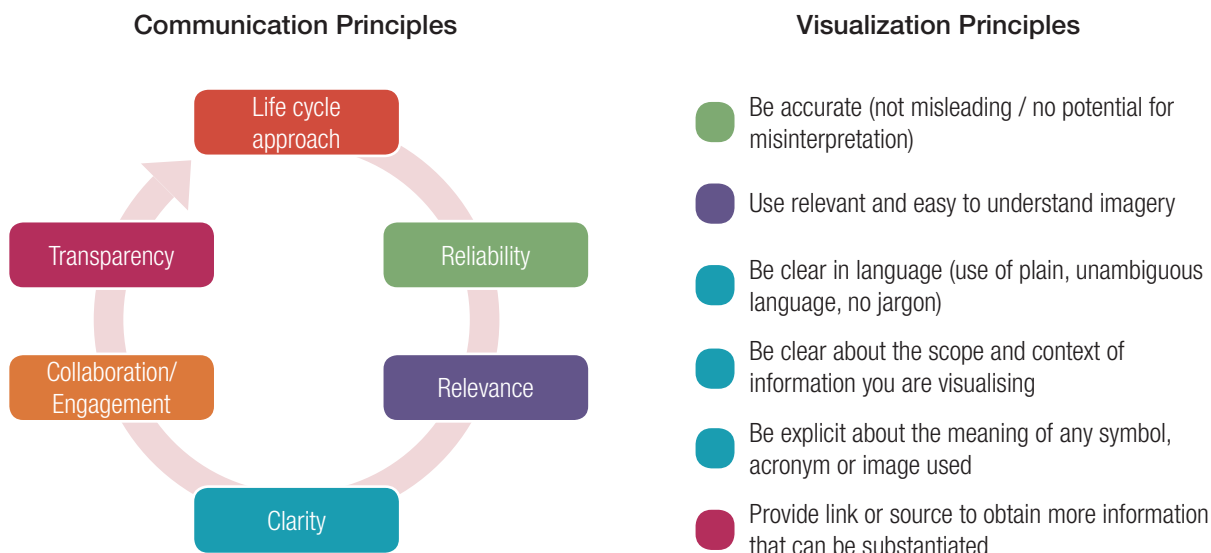 Communication Principles
Visualization Principles
Life cycle
approach
Reliability
Relevance
Clarity
Collaboration/
Engagement
Transparency
Be accurate (not misleading / no potential for
misinterpretation)
Use relevant and easy to understand imagery
Be clear in language (use of plain, unambiguous
language, no jargon)
Be clear about the scope and context of
information you are visualising
Be explicit about the meaning of any symbol,
acronym or image used
Provide link or source to obtain more information
that can be substantiated